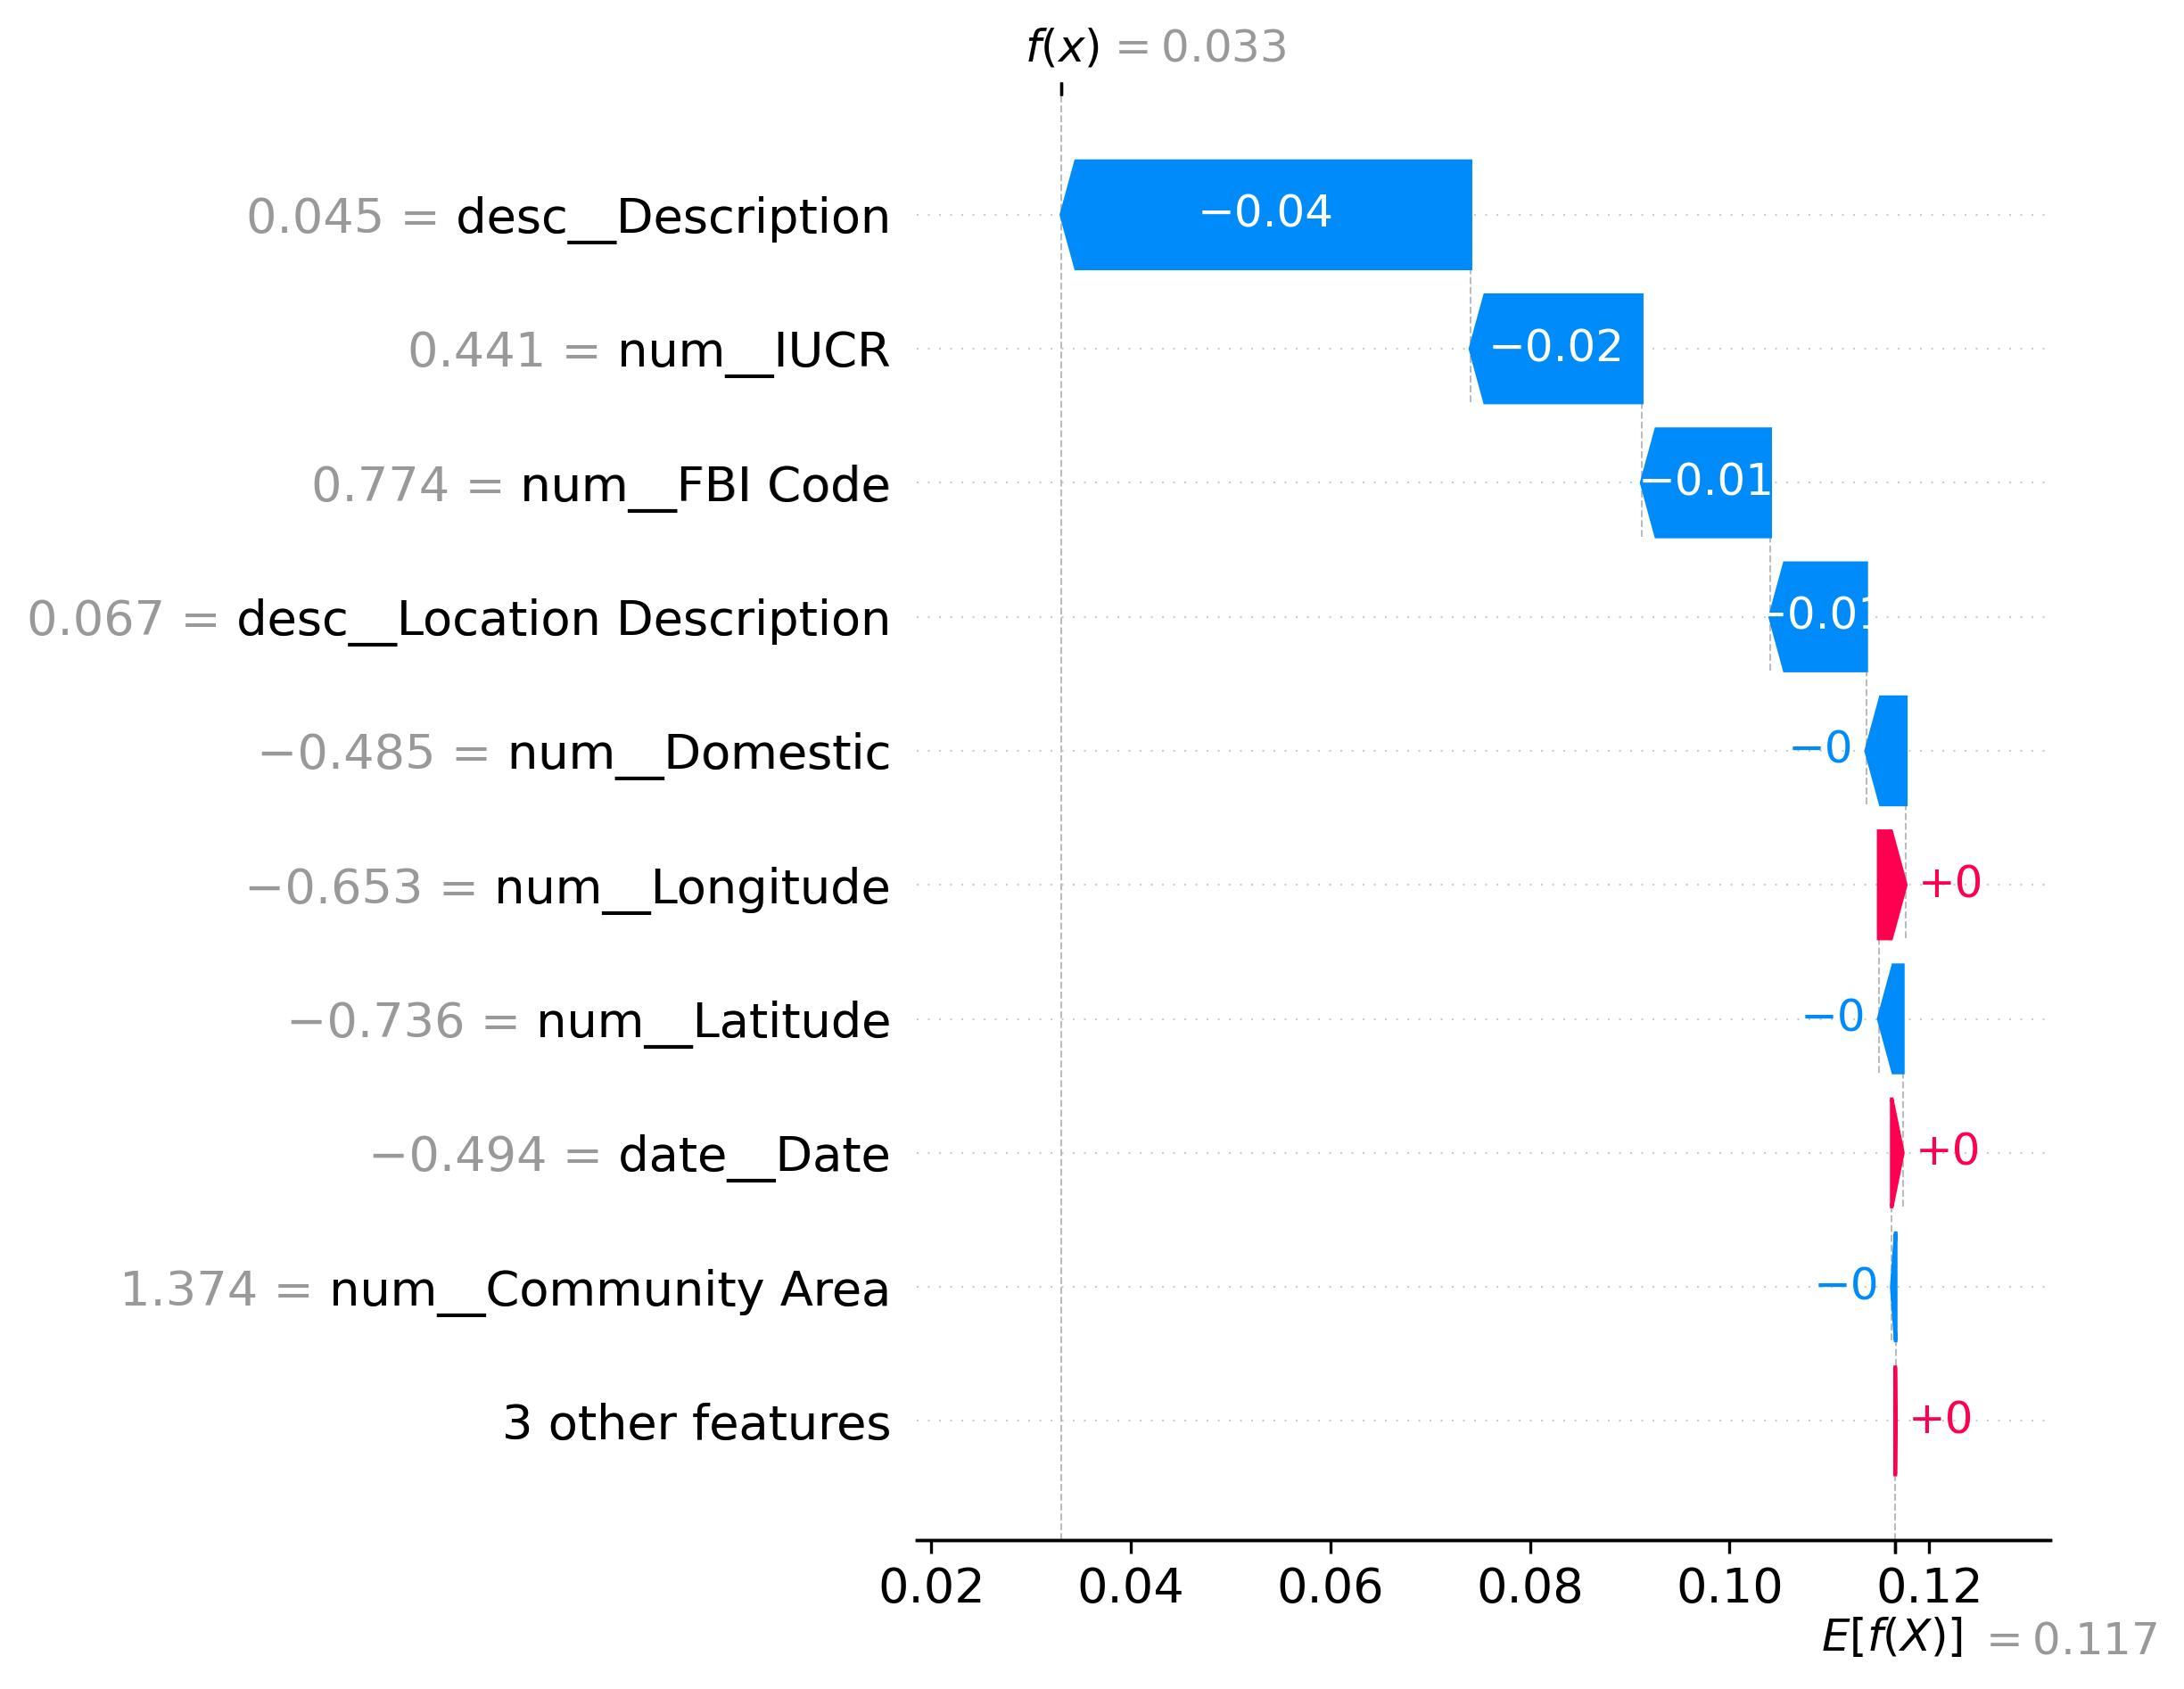 f(x) = 0.033
0.045 = desc__Description −0.04
0.441 = num__IUCR −0.02
0.774 = num__FBI Code −0.01
0.067 = desc__Location Description −0.01
−0.485 = num__Domestic −0
−0.653 = num__Longitude +0
−0.736 = num__Latitude −0
−0.494 = date__Date +0
1.374 = num__Community Area −0
3 other features +0
0.02 0.04 0.06 0.08 0.10 0.12
E[f(X)] = 0.117